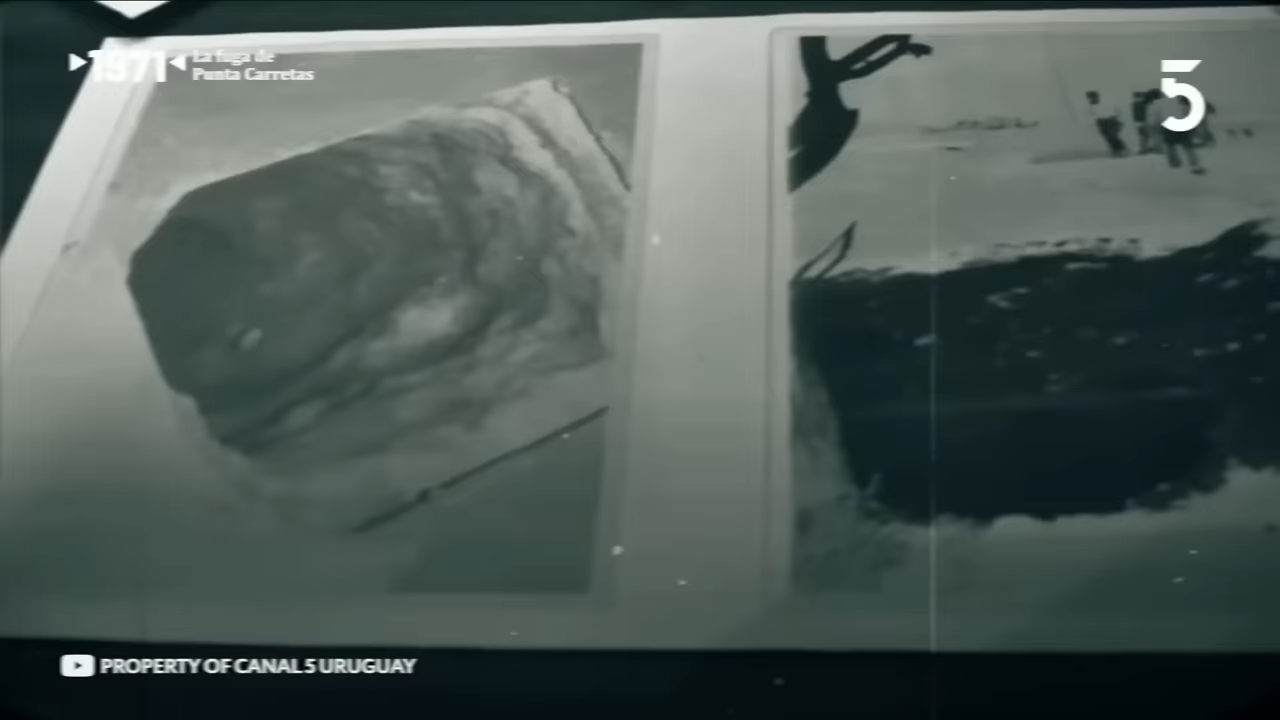 1971
La fuga de
Punta Carretas
5
PROPERTY OF CANAL 5 URUGUAY